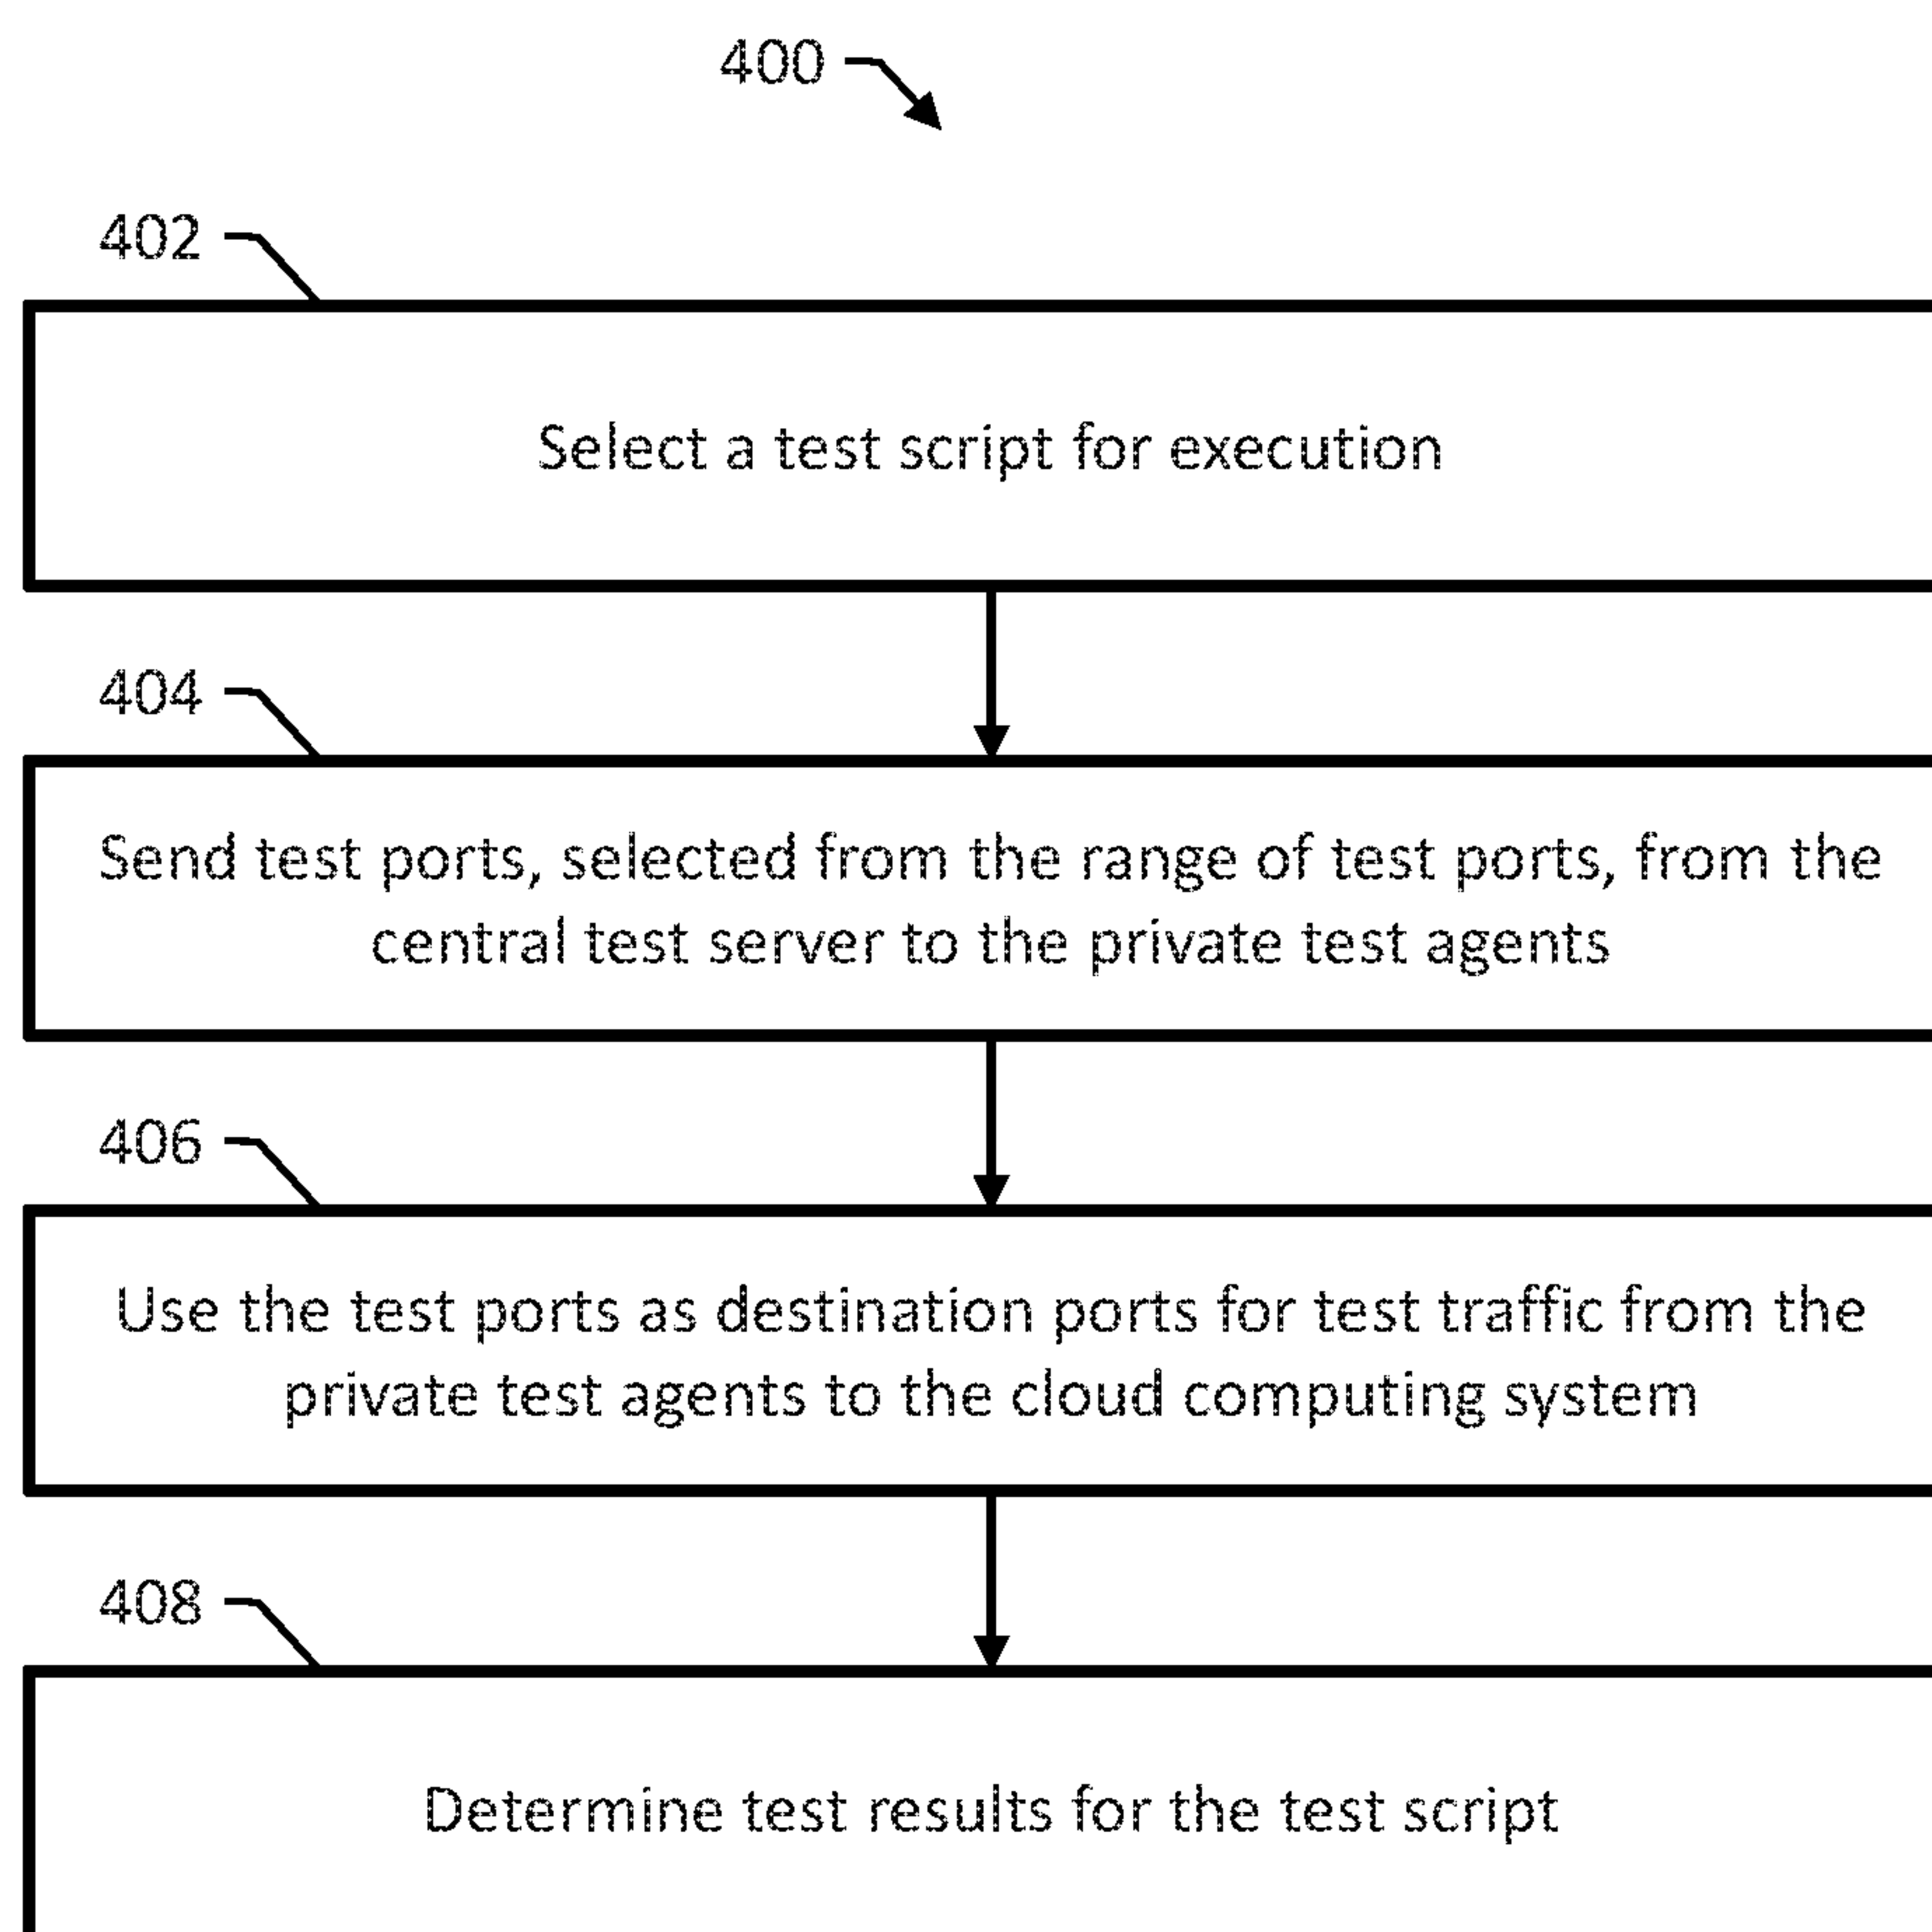 400
402
Select a test script for execution
404
Send test ports, selected from the range of test ports, from the
central test server to the private test agents
406
Use the test ports as destination ports for test traffic from the
private test agents to the cloud computing system
408
Determine test results for the test script